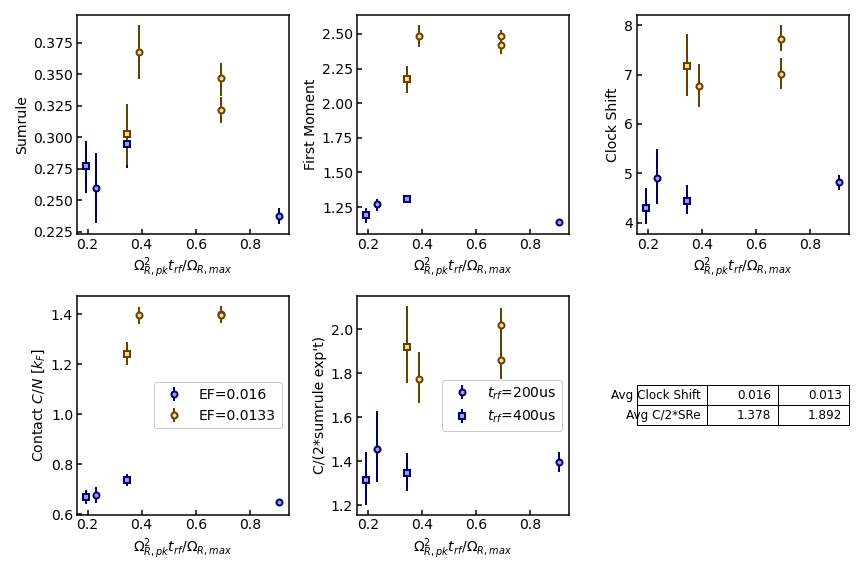 Sumrule
0.375
0.350
0.325
0.300
0.275
0.250
0.225
0.2 0.4 0.6 0.8
Ω²R,pk trf/ΩR,max
First Moment
2.50
2.25
2.00
1.75
1.50
1.25
0.2 0.4 0.6 0.8
Ω²R,pk trf/ΩR,max
Clock Shift
8
7
6
5
4
0.2 0.4 0.6 0.8
Ω²R,pk trf/ΩR,max
Contact C/N [kF]
1.4
1.2
1.0
0.8
0.6
EF=0.016
EF=0.0133
0.2 0.4 0.6 0.8
Ω²R,pk trf/ΩR,max
C/(2*sumrule exp't)
2.0
1.8
1.6
1.4
1.2
trf=200us
trf=400us
0.2 0.4 0.6 0.8
Ω²R,pk trf/ΩR,max
Avg Clock Shift 0.016 0.013
Avg C/2*SRe 1.378 1.892